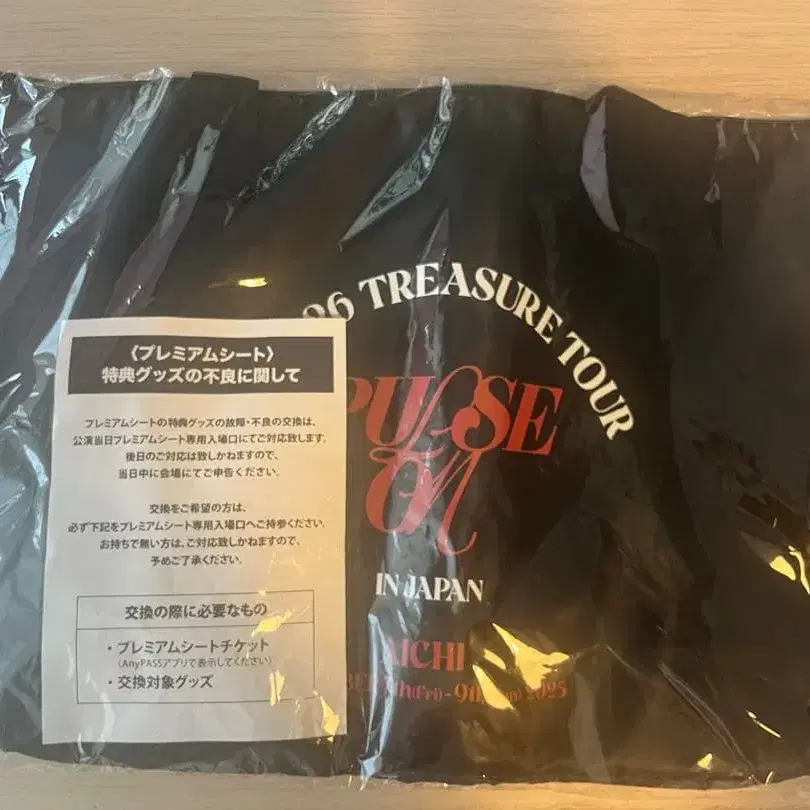 26 TREASURE TOUR
PULSE
ON
IN JAPAN
AICHI
9th 2025
〈プレミアムシート〉
特典グッズの不良に関して
プレミアムシートの特典グッズの故障・不良の交換は、
公演当日プレミアムシート専用入場口にてご対応致します。
後日のご対応は致しかねますので、
当日中に会場にてご申告ください。
交換をご希望の方は、
必ず下記をプレミアムシート専用入場口へご持参ください。
お持ちで無い方は、ご対応致しかねますので、
予めご了承ください。
交換の際に必要なもの
・プレミアムシートチケット
（AnyPASSアプリで表示してください）
・交換対象グッズ